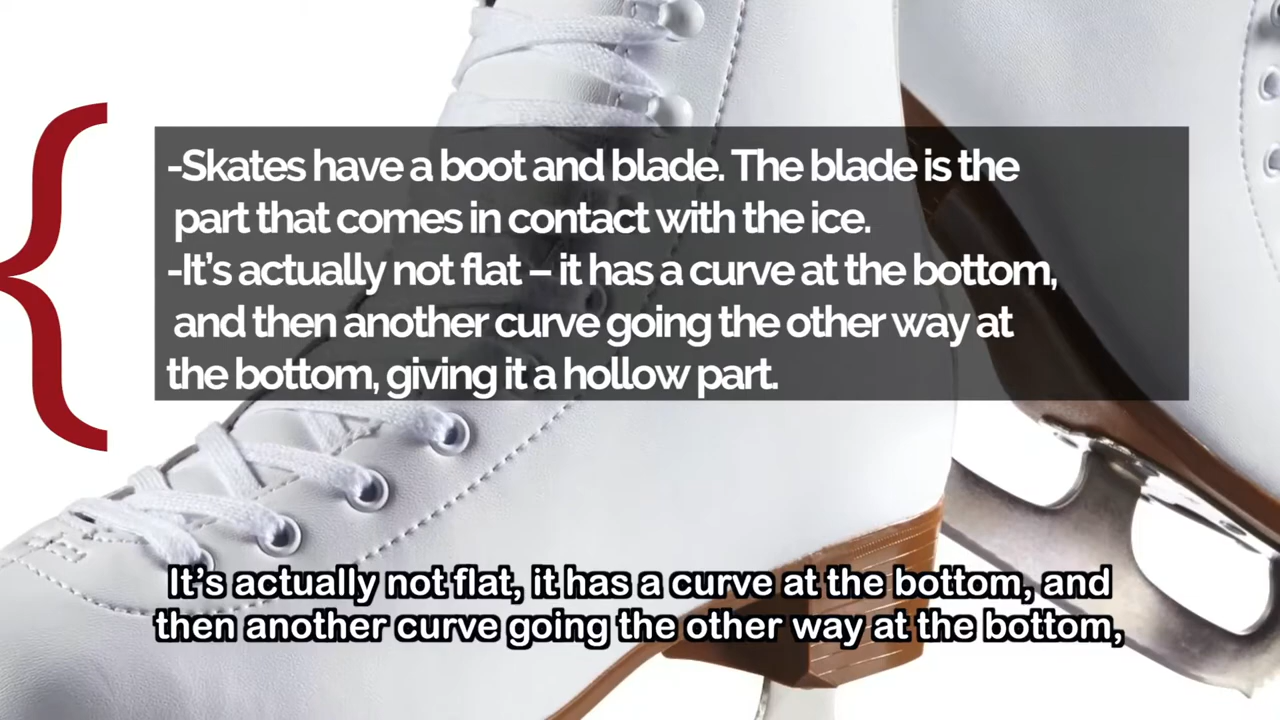 -Skates have a boot and blade. The blade is the
part that comes in contact with the ice.
-It’s actually not flat – it has a curve at the bottom,
and then another curve going the other way at
the bottom, giving it a hollow part.
It’s actually not flat, it has a curve at the bottom, and
then another curve going the other way at the bottom,